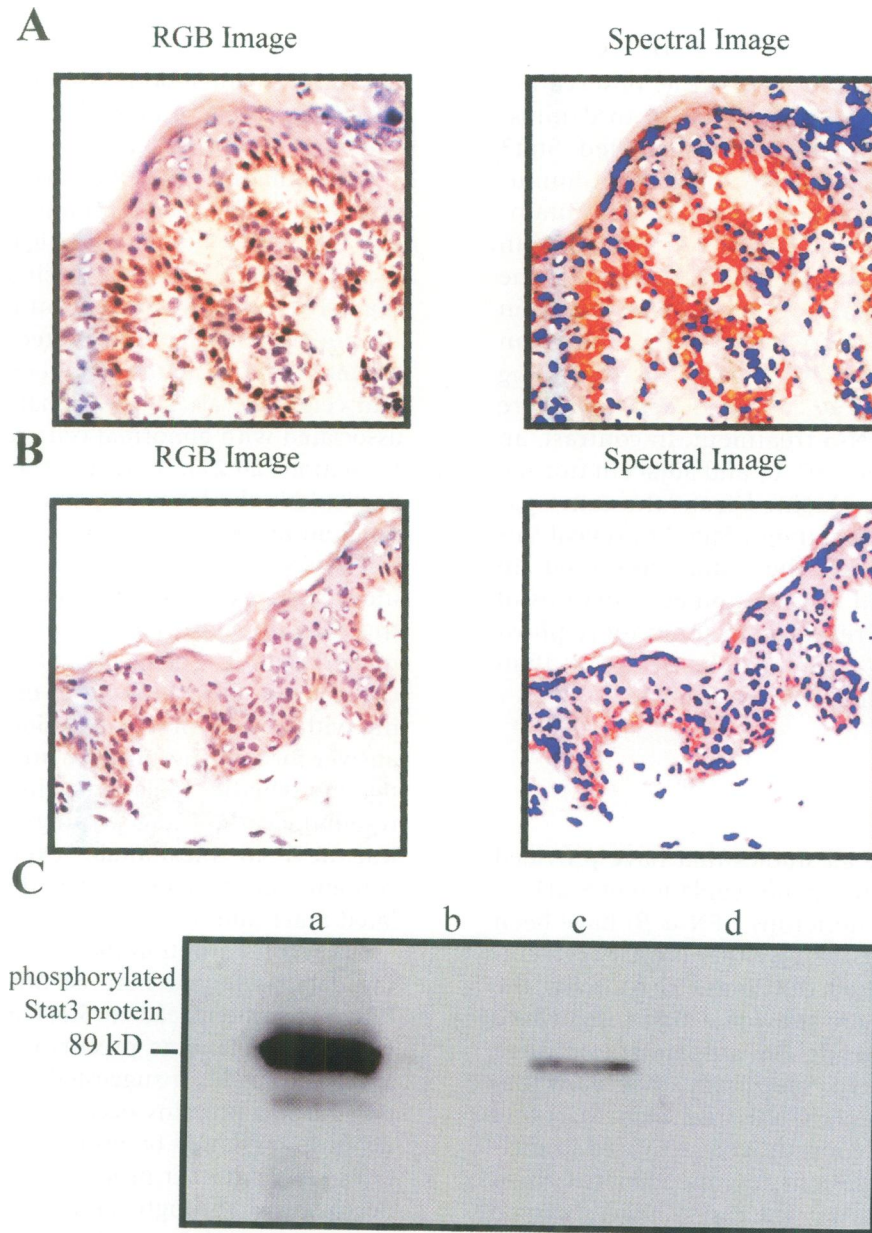 A
RGB Image
Spectral Image
B
RGB Image
Spectral Image
C
a b c d
phosphorylated
Stat3 protein
89 kD